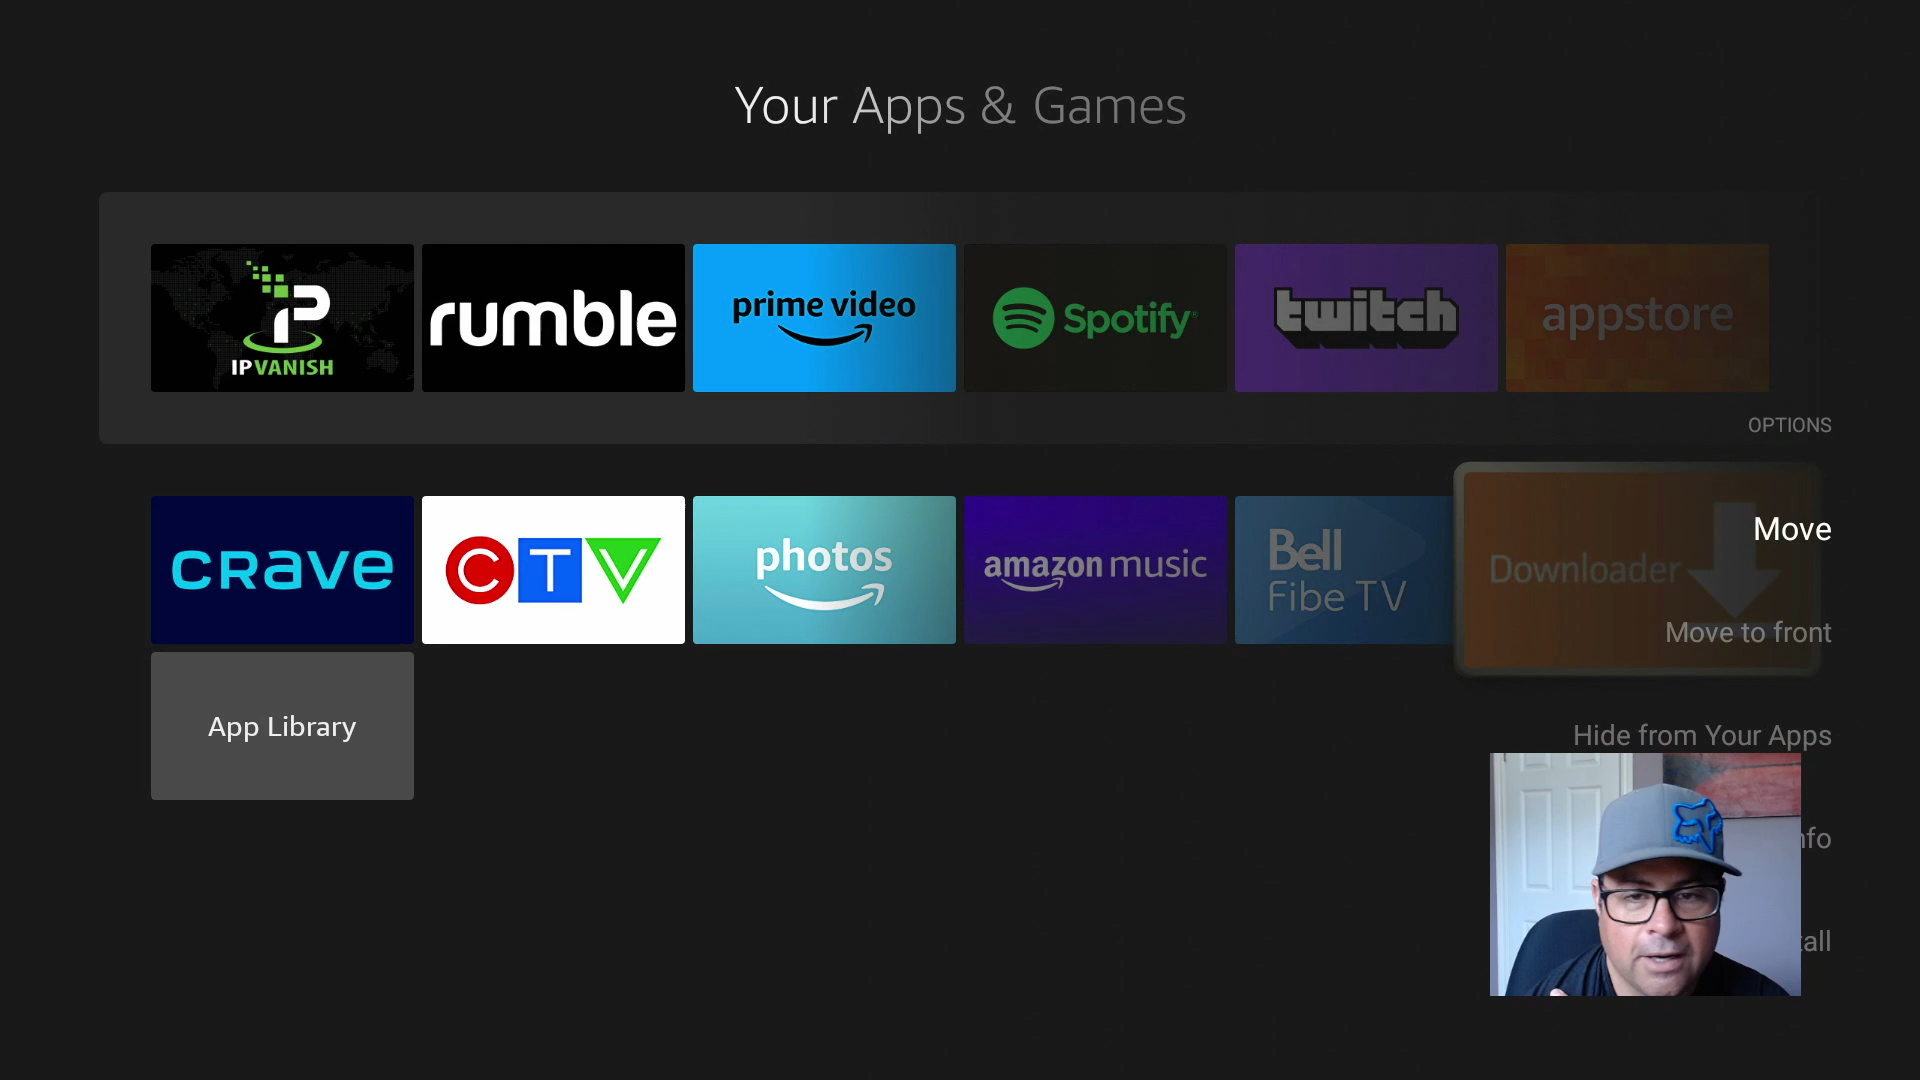 Your Apps & Games
IPVANISH
rumble
prime video
Spotify
twitch
appstore
OPTIONS
CRAVE
CTV
photos
amazon music
Bell
Fibe TV
Downloader
Move
Move to front
App Library
Hide from Your Apps